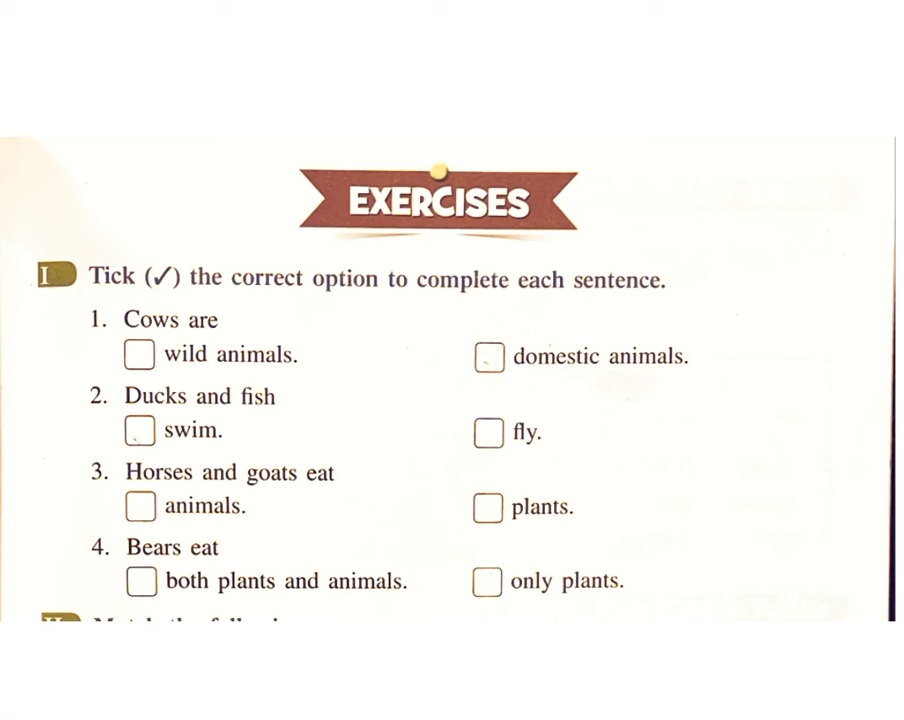 EXERCISES
I Tick (✓) the correct option to complete each sentence.
1. Cows are
wild animals. domestic animals.
2. Ducks and fish
swim. fly.
3. Horses and goats eat
animals. plants.
4. Bears eat
both plants and animals. only plants.